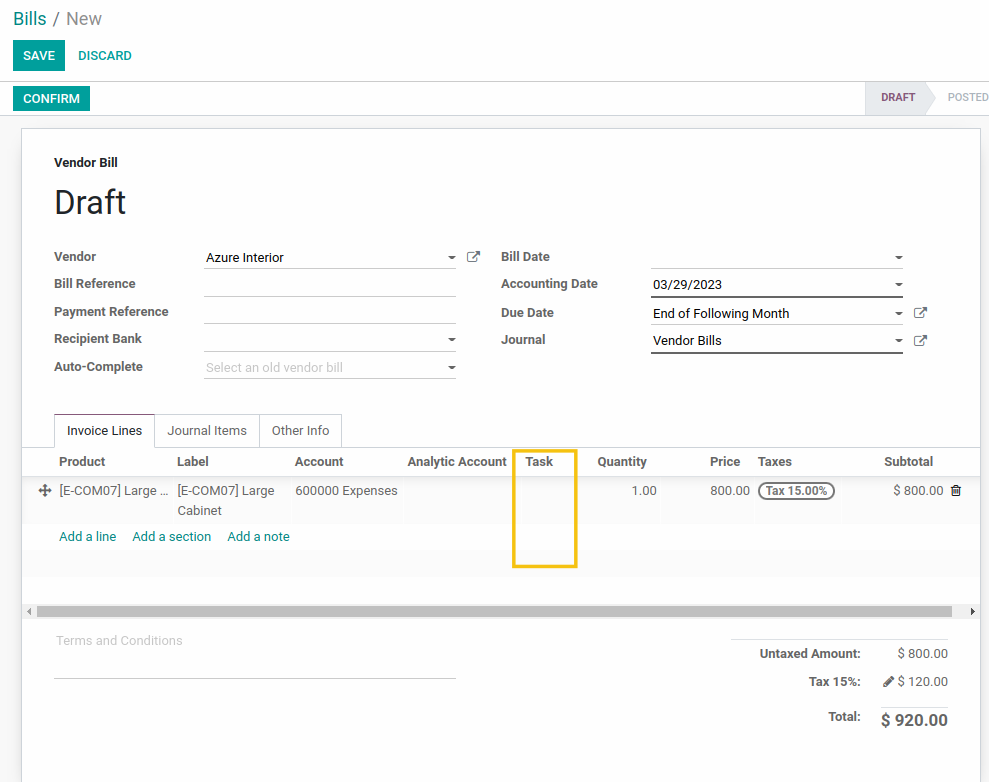 Bills / New
SAVE DISCARD
CONFIRM DRAFT POSTED
Vendor Bill
Draft
Vendor Azure Interior Bill Date
Bill Reference Accounting Date 03/29/2023
Payment Reference Due Date End of Following Month
Recipient Bank Journal Vendor Bills
Auto-Complete Select an old vendor bill
Invoice Lines Journal Items Other Info
Product Label Account Analytic Account Task Quantity Price Taxes Subtotal
[E-COM07] Large ... [E-COM07] Large 600000 Expenses 1.00 800.00 Tax 15.00% $ 800.00
Cabinet
Add a line Add a section Add a note
Terms and Conditions
Untaxed Amount: $ 800.00
Tax 15%: $ 120.00
Total: $ 920.00